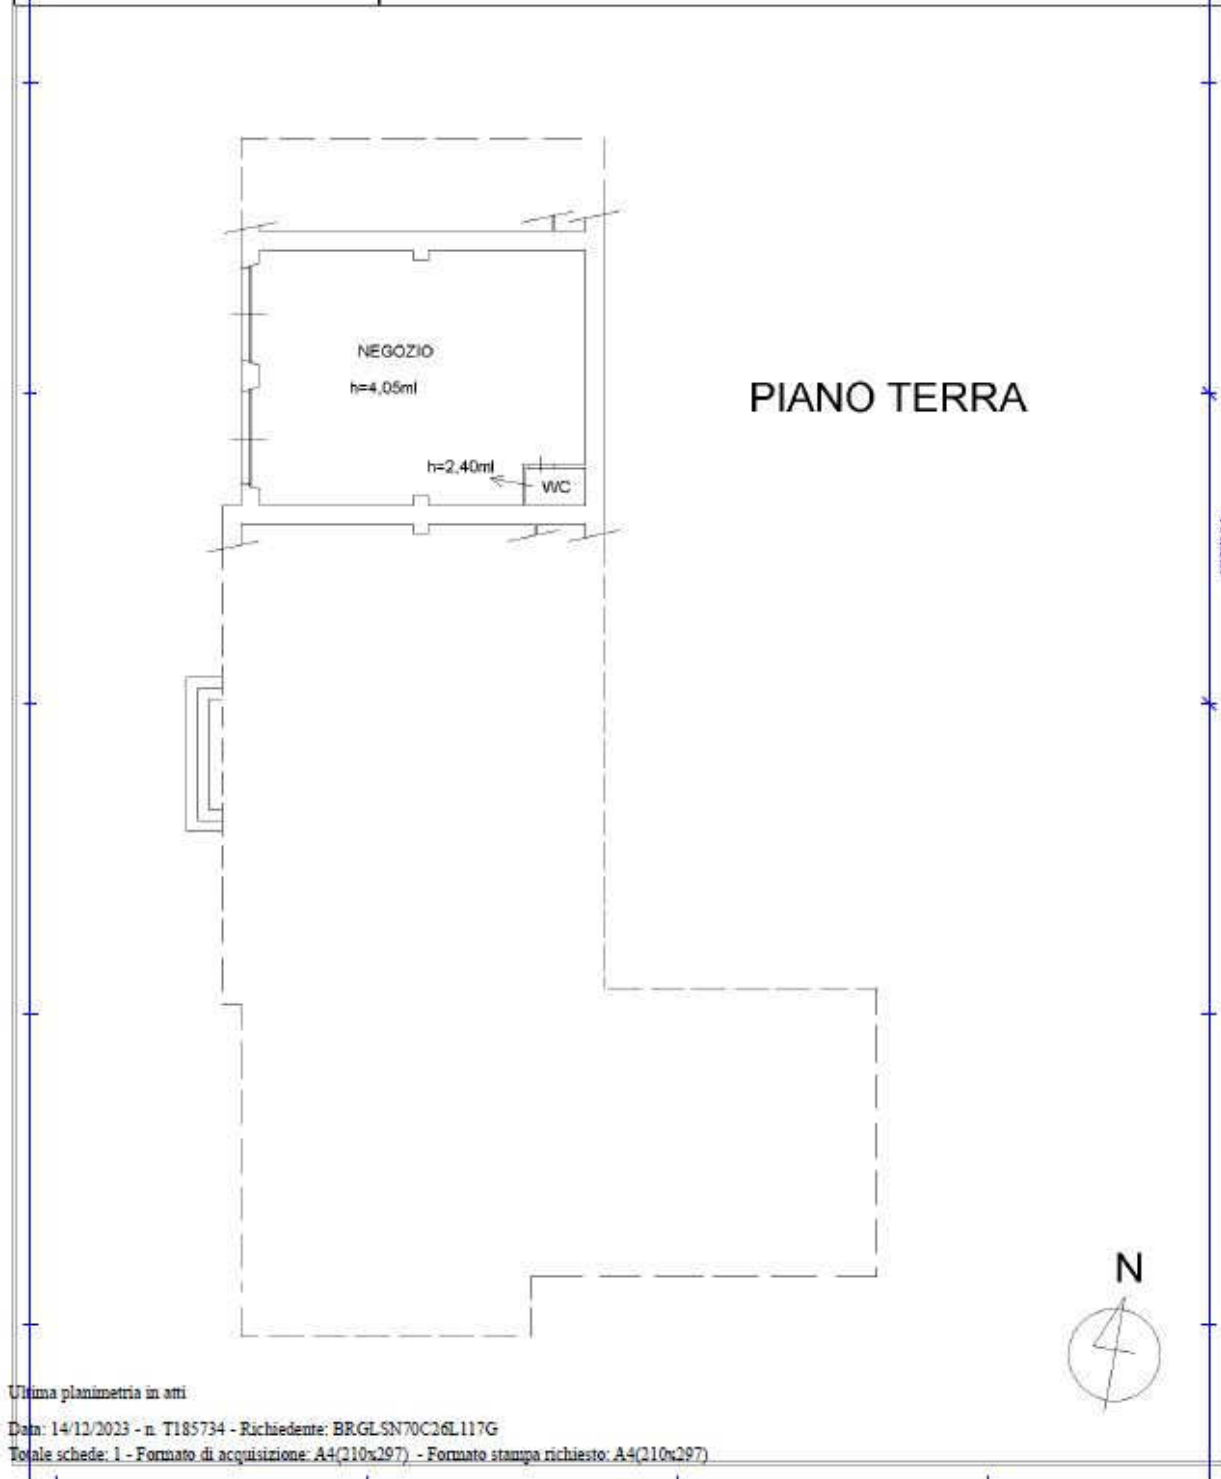 NEGOZIO
h=4,05ml
PIANO TERRA
h=2,40ml
WC
N
Ultima planimetria in atti
Data: 14/12/2023 - n. T185734 - Richiedente: BRGLSN70C26L117G
Totale schede: 1 - Formato di acquisizione: A4(210x297) - Formato stampa richiesto: A4(210x297)